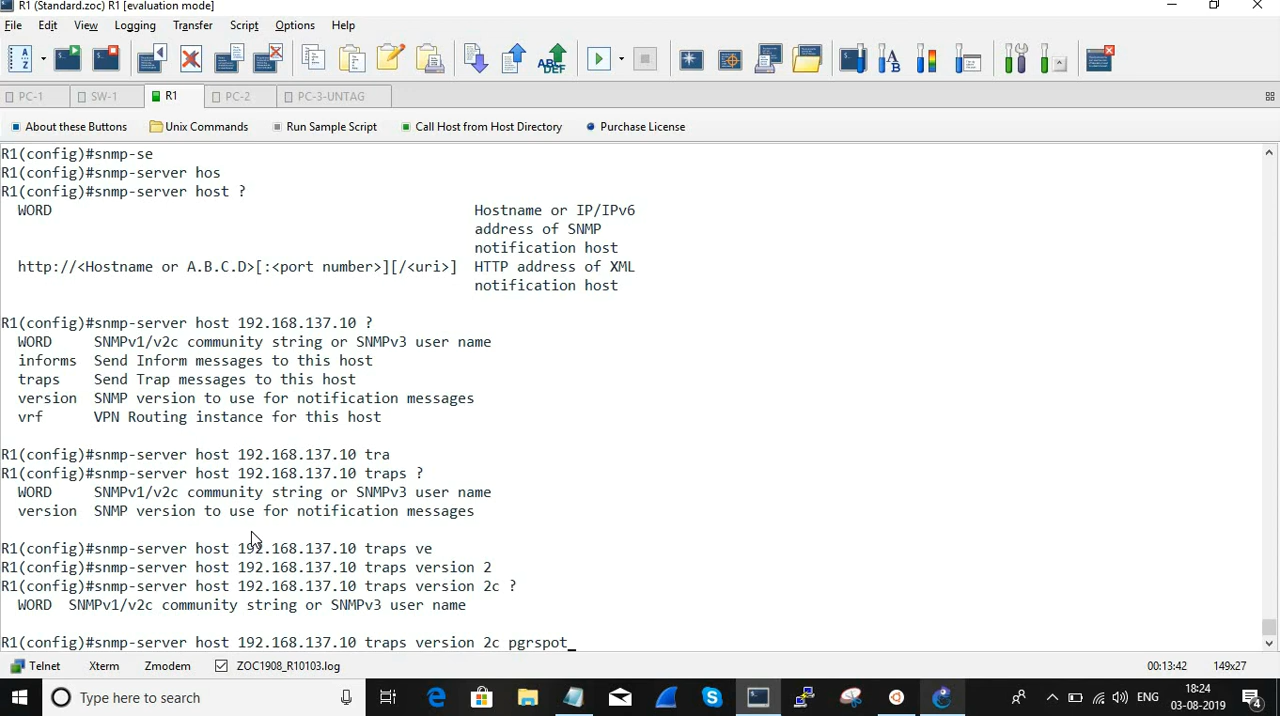 R1 (Standard.zoc) R1 [evaluation mode]
File Edit View Logging Transfer Script Options Help
PC-1 SW-1 R1 PC-2 PC-3-UNTAG
About these Buttons Unix Commands Run Sample Script Call Host from Host Directory Purchase License
R1(config)#snmp-se
R1(config)#snmp-server hos
R1(config)#snmp-server host ?
WORD Hostname or IP/IPv6
address of SNMP
notification host
http://<Hostname or A.B.C.D>[:<port number>][/<uri>] HTTP address of XML
notification host
R1(config)#snmp-server host 192.168.137.10 ?
WORD SNMPv1/v2c community string or SNMPv3 user name
informs Send Inform messages to this host
traps Send Trap messages to this host
version SNMP version to use for notification messages
vrf VPN Routing instance for this host
R1(config)#snmp-server host 192.168.137.10 tra
R1(config)#snmp-server host 192.168.137.10 traps ?
WORD SNMPv1/v2c community string or SNMPv3 user name
version SNMP version to use for notification messages
R1(config)#snmp-server host 192.168.137.10 traps ve
R1(config)#snmp-server host 192.168.137.10 traps version 2
R1(config)#snmp-server host 192.168.137.10 traps version 2c ?
WORD SNMPv1/v2c community string or SNMPv3 user name
R1(config)#snmp-server host 192.168.137.10 traps version 2c pgrspot_
Telnet Xterm Zmodem ZOC1908_R10103.log 00:13:42 149x27
Type here to search ENG 18:24
03-08-2019 4